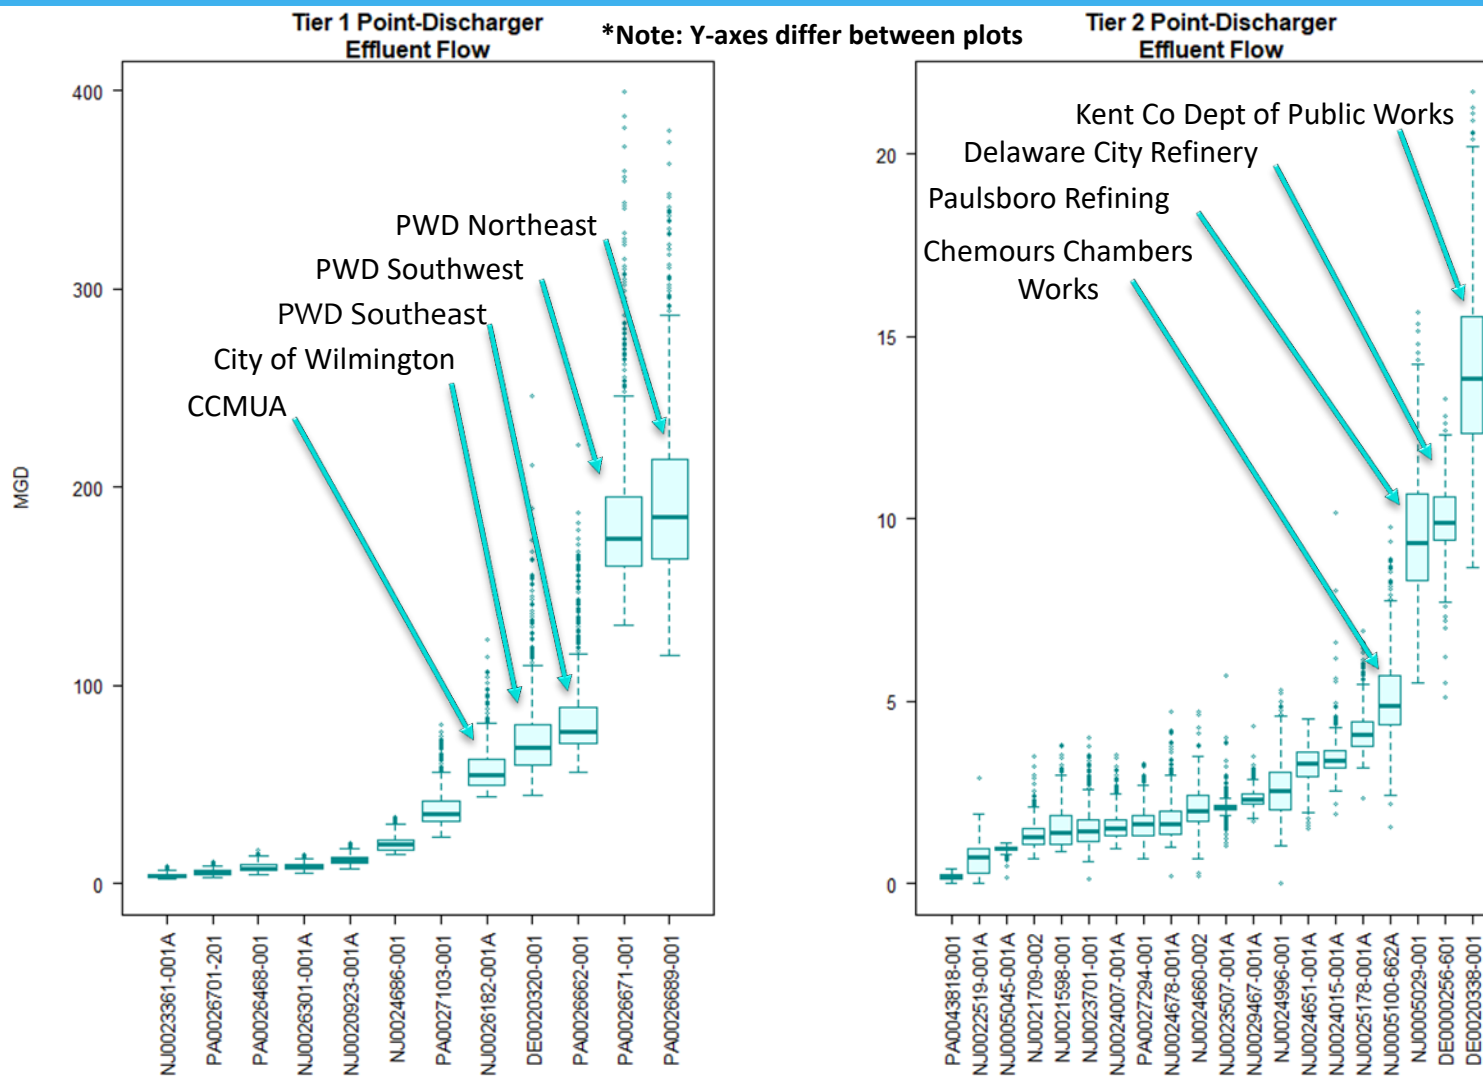 Tier 1 Point-Discharger
Effluent Flow
*Note: Y-axes differ between plots
Tier 2 Point-Discharger
Effluent Flow
MGD
400
300
200
100
0
PWD Northeast
PWD Southwest
PWD Southeast
City of Wilmington
CCMUA
NJ0023361-001A
PA0026701-201
PA0026468-001
NJ0026301-001A
NJ0020923-001A
NJ0024686-001
PA0027103-001
NJ0026182-001A
DE0020320-001
PA0026662-001
PA0026671-001
PA0026689-001
20
15
10
5
0
Kent Co Dept of Public Works
Delaware City Refinery
Paulsboro Refining
Chemours Chambers
Works
PA0043818-001
NJ0022519-001A
NJ0005045-001A
NJ0021709-002
NJ0021598-001
NJ0023701-001
NJ0024007-001A
PA0027294-001
NJ0024678-001A
NJ0024660-002
NJ0023507-001A
NJ0029467-001A
NJ0024996-001
NJ0024651-001A
NJ0024015-001A
NJ0025178-001A
NJ0005100-662A
NJ0005029-001
DE0000256-601
DE0020338-001